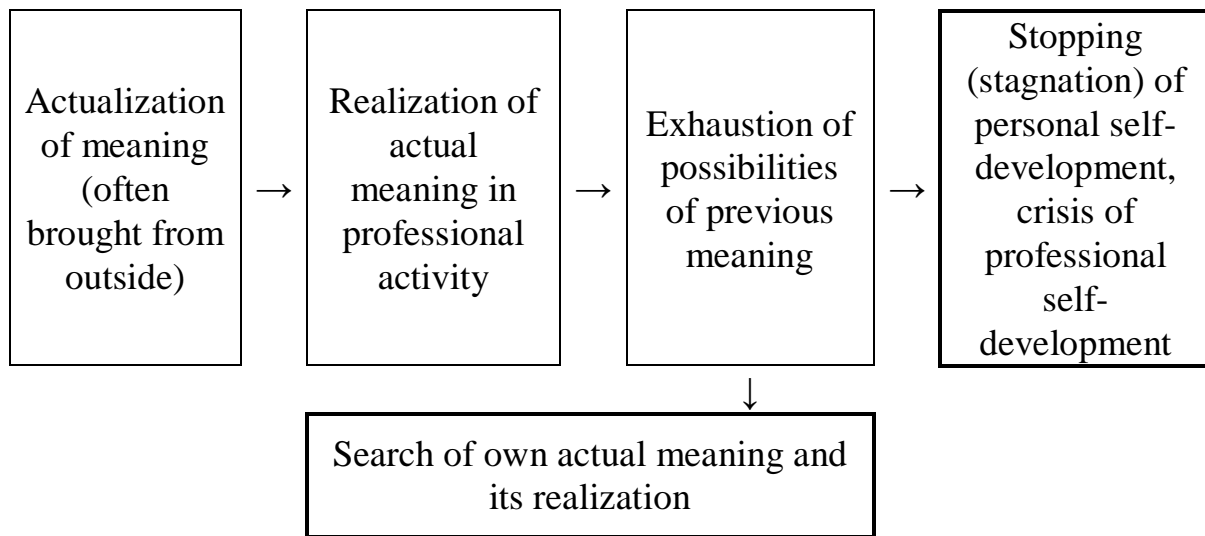 Actualization
of meaning
(often
brought from
outside)
→
Realization of
actual
meaning in
professional
activity
→
Exhaustion of
possibilities
of previous
meaning
→
Stopping
(stagnation) of
personal self-
development,
crisis of
professional
self-
development
↓
Search of own actual meaning and
its realization